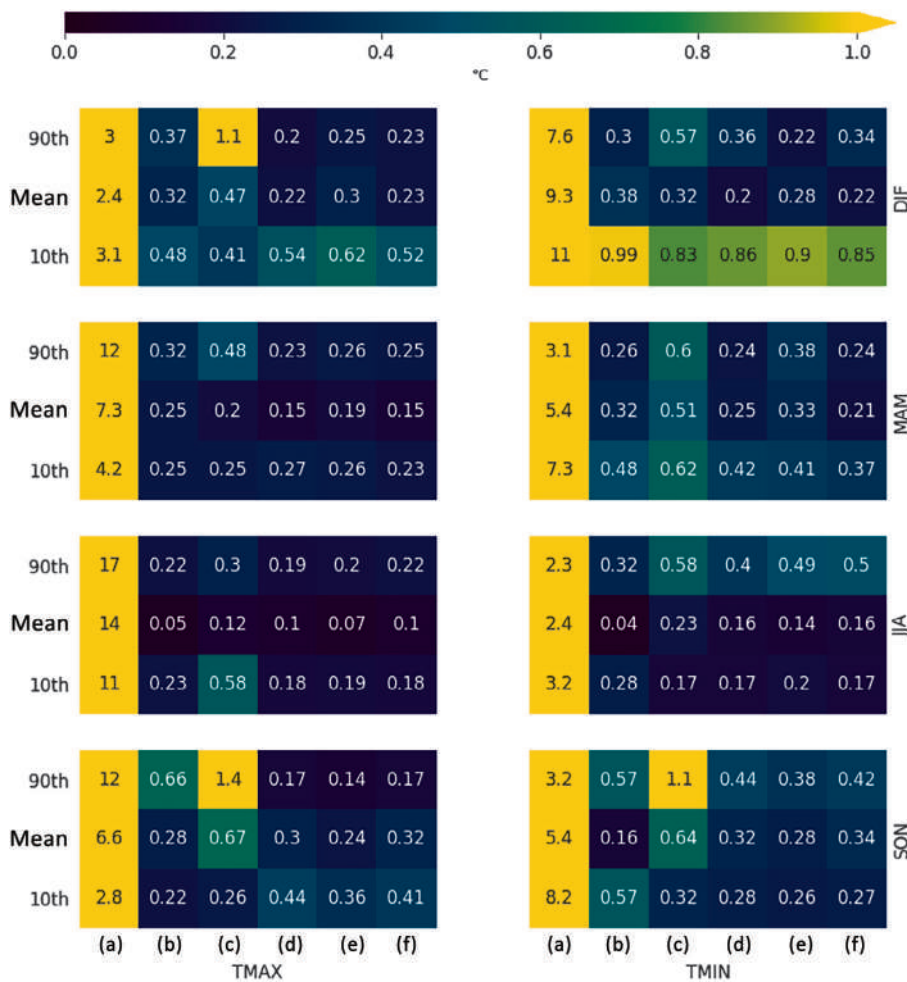 0.0 0.2 0.4 0.6 0.8 1.0
°C
90th 3 0.37 1.1 0.2 0.25 0.23 7.6 0.3 0.57 0.36 0.22 0.34
Mean 2.4 0.32 0.47 0.22 0.3 0.23 9.3 0.38 0.32 0.2 0.28 0.22 DJF
10th 3.1 0.48 0.41 0.54 0.62 0.52 11 0.99 0.83 0.86 0.9 0.85
90th 12 0.32 0.48 0.23 0.26 0.25 3.1 0.26 0.6 0.24 0.38 0.24
Mean 7.3 0.25 0.2 0.15 0.19 0.15 5.4 0.32 0.51 0.25 0.33 0.21 MAM
10th 4.2 0.25 0.25 0.27 0.26 0.23 7.3 0.48 0.62 0.42 0.41 0.37
90th 17 0.22 0.3 0.19 0.2 0.22 2.3 0.32 0.58 0.4 0.49 0.5
Mean 14 0.05 0.12 0.1 0.07 0.1 2.4 0.04 0.23 0.16 0.14 0.16 JJA
10th 11 0.23 0.58 0.18 0.19 0.18 3.2 0.28 0.17 0.17 0.2 0.17
90th 12 0.66 1.4 0.17 0.14 0.17 3.2 0.57 1.1 0.44 0.38 0.42
Mean 6.6 0.28 0.67 0.3 0.24 0.32 5.4 0.16 0.64 0.32 0.28 0.34 SON
10th 2.8 0.22 0.26 0.44 0.36 0.41 8.2 0.57 0.32 0.28 0.26 0.27
(a) (b) (c) (d) (e) (f) (a) (b) (c) (d) (e) (f)
TMAX TMIN